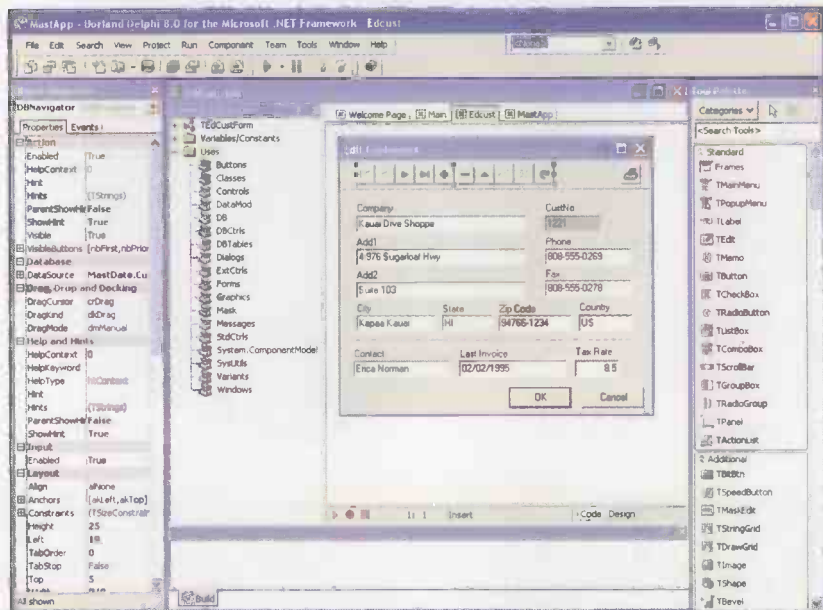 MastApp - Borland Delphi 8.0 for the Microsoft .NET Framework Edcust
File Edit Search View Project Run Component Team Tools Window Help
DBNavigator
Properties Events
Action
Enabled True
HelpContext 0
Hint
Hints (TStrings)
ParentShowHi False
ShowHint True
Visible True
VisibleButtons [nbFirst,nbPrior
Database
DataSource MastData.Cu
Drag, Drop and Docking
DragCursor crDrag
DragKind dkDrag
DragMode dmManual
Help and Hints
HelpContext 0
HelpKeyword
HelpType htContext
Hint
Hints (TStrings)
ParentShowHi False
ShowHint True
Input
Enabled True
Layout
Align alNone
Anchors [akLeft,akTop]
Constraints (TSizeConstrain
Height 25
Left
TabOrder 0
TabStop False
Top 5
All shown
TEdCustForm
Variables/Constants
Uses
Buttons
Classes
Controls
DataMod
DB
DBCtrls
DBTables
Dialogs
ExtCtrls
Forms
Graphics
Mask
Messages
StdCtrls
System.ComponentModel
SysUtils
Variants
Windows
Build
Welcome Page Main Edcust MastApp
Edit Customers
Company CustNo
Kauai Dive Shoppe 1221
Add1 Phone
4-976 Sugarloaf Hwy 808-555-0269
Add2 Fax
Suite 103 808-555-0278
City State Zip Code Country
Kapaa Kauai HI 94766-1234 US
Contact Last Invoice Tax Rate
Erica Norman 02/02/1995 8.5
OK Cancel
1: 1 Insert Code Design
Tool Palette
Categories
<Search Tools>
Standard
Frames
TMainMenu
TPopupMenu
TLabel
TEdit
TMemo
TButton
TCheckBox
TRadioButton
TListBox
TComboBox
TScrollBar
TGroupBox
TRadioGroup
TPanel
TActionList
Additional
TBitBtn
TSpeedButton
TMaskEdit
TStringGrid
TDrawGrid
TImage
TShape
TBevel